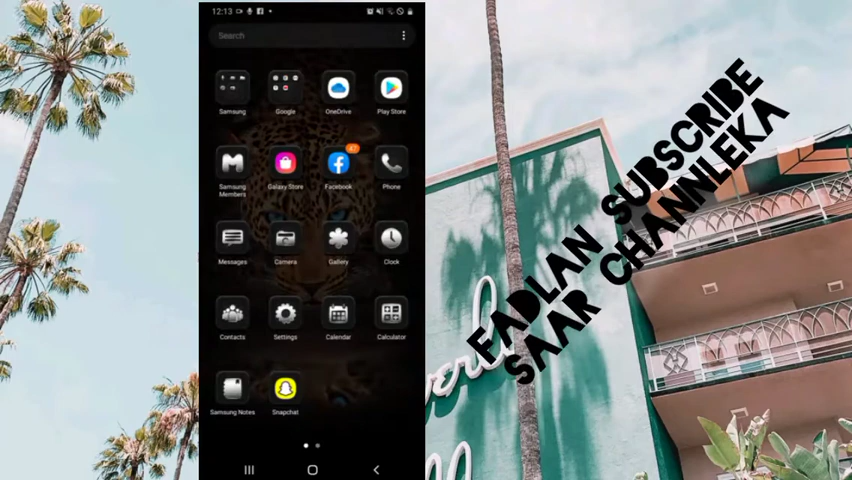 12:13
Search
Samsung
Google
OneDrive
Play Store
Samsung
Members
Galaxy Store
47
Facebook
Phone
Messages
Camera
Gallery
Clock
Contacts
Settings
Calendar
Calculator
Samsung Notes
Snapchat
FADLAN SUBSCRIBE
SAAR CHANNLEKA